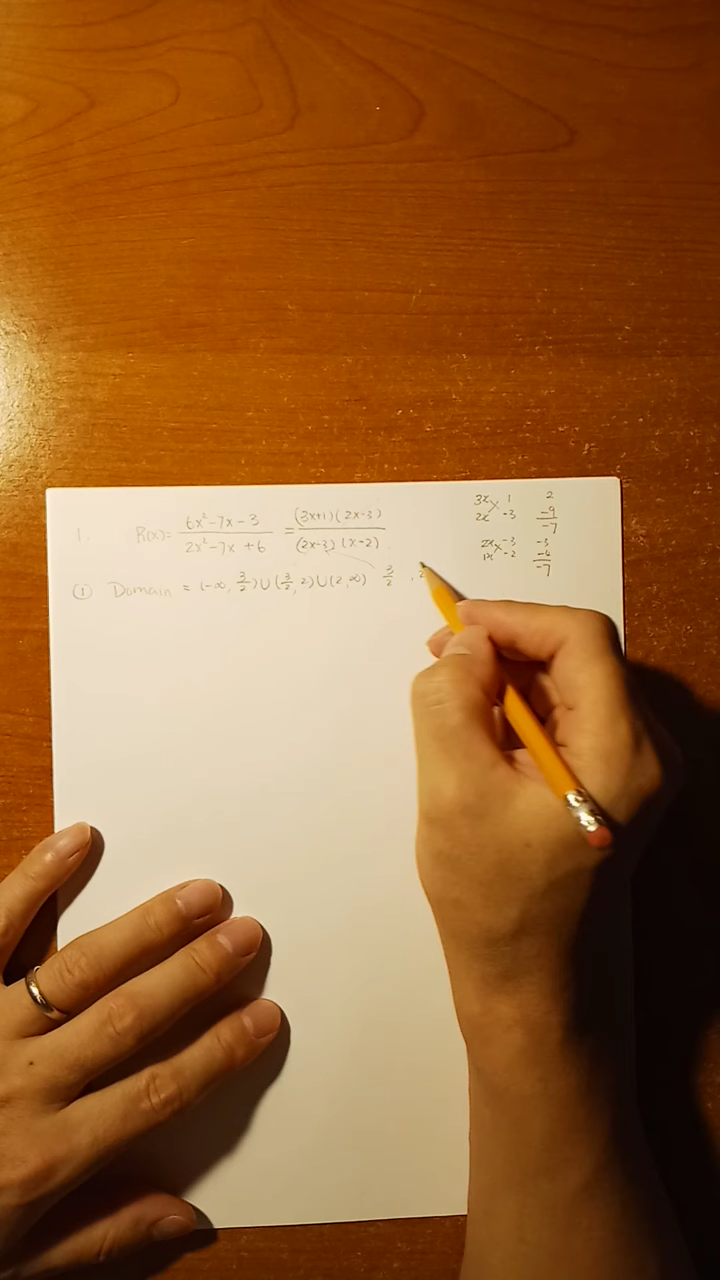 1. R(x)= 6x²-7x-3 / 2x²-7x+6 = (3x+1)(2x-3) / (2x-3)(x-2)
3x 1 2
2x -3 -9
-7
2x -3 -3
1x -2 -4
-7
① Domain = (-∞, 3/2)∪(3/2, 2)∪(2, ∞) 3/2 , 2